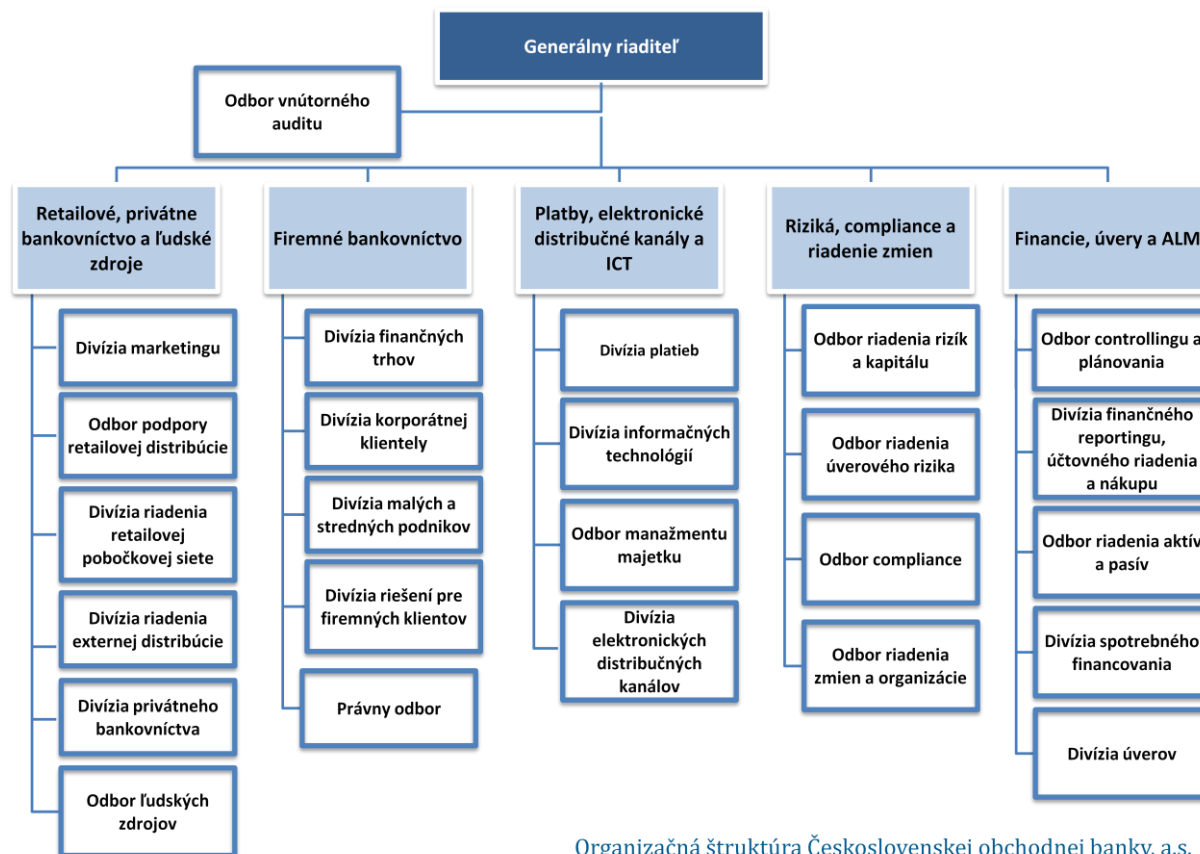 Generálny riaditeľ
Odbor vnútorného
auditu
Retailové, privátne
bankovníctvo a ľudské
zdroje
Divízia marketingu
Odbor podpory
retailovej distribúcie
Divízia riadenia
retailovej
pobočkovej siete
Divízia riadenia
externej distribúcie
Divízia privátneho
bankovníctva
Odbor ľudských
zdrojov
Firemné bankovníctvo
Divízia finančných
trhov
Divízia korporátnej
klientely
Divízia malých a
stredných podnikov
Divízia riešení pre
firemných klientov
Právny odbor
Platby, elektronické
distribučné kanály a
ICT
Divízia platieb
Divízia informačných
technológií
Odbor manažmentu
majetku
Divízia
elektronických
distribučných
kanálov
Riziká, compliance a
riadenie zmien
Odbor riadenia rizík
a kapitálu
Odbor riadenia
úverového rizika
Odbor compliance
Odbor riadenia
zmien a organizácie
Financie, úvery a ALM
Odbor controllingu a
plánovania
Divízia finančného
reportingu,
účtovného riadenia
a nákupu
Odbor riadenia aktív
a pasív
Divízia spotrebného
financovania
Divízia úverov
Organizačná štruktúra Československej obchodnej banky, a.s.